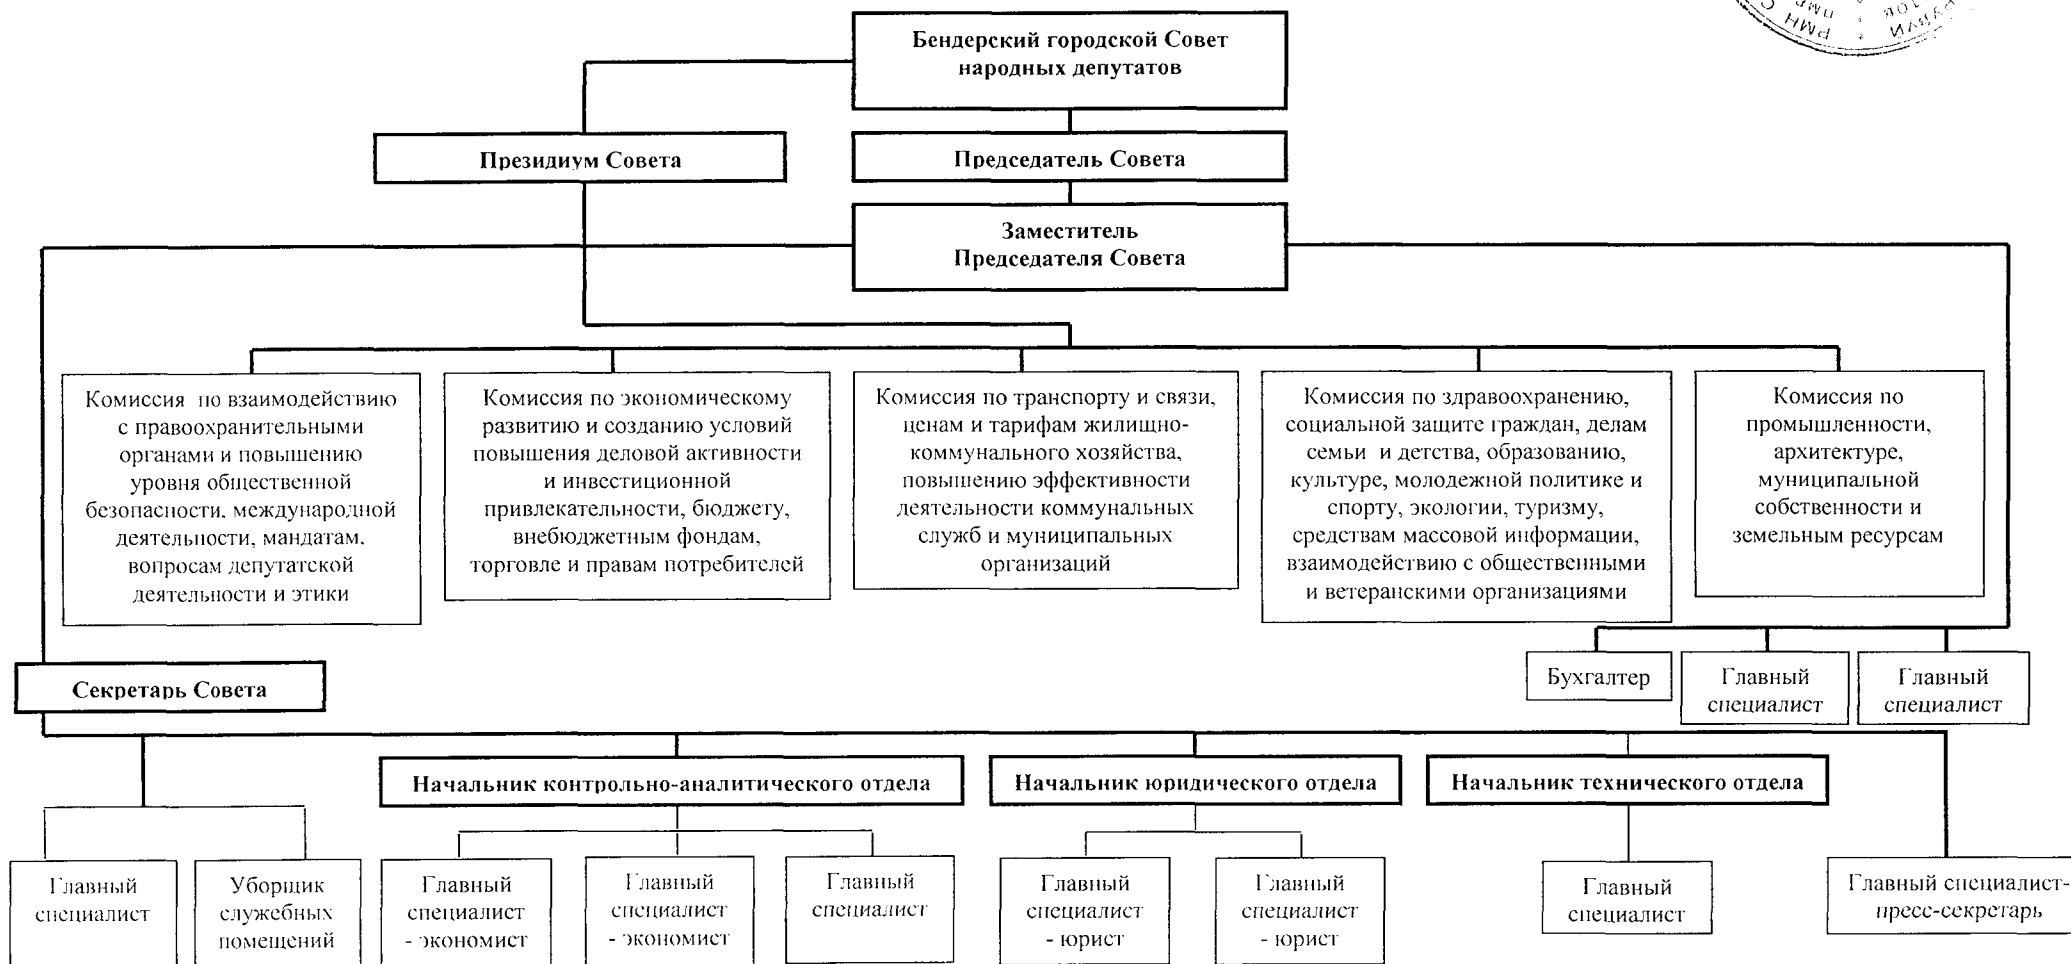 Бендерский городской Совет
народных депутатов
Президиум Совета
Председатель Совета
Заместитель
Председателя Совета
Комиссия по взаимодействию
с правоохранительными
органами и повышению
уровня общественной
безопасности, международной
деятельности, мандатам,
вопросам депутатской
деятельности и этики
Комиссия по экономическому
развитию и созданию условий
повышения деловой активности
и инвестиционной
привлекательности, бюджету,
внебюджетным фондам,
торговле и правам потребителей
Комиссия по транспорту и связи,
ценам и тарифам жилищно-
коммунального хозяйства,
повышению эффективности
деятельности коммунальных
служб и муниципальных
организаций
Комиссия по здравоохранению,
социальной защите граждан, делам
семьи и детства, образованию,
культуре, молодежной политике и
спорту, экологии, туризму,
средствам массовой информации,
взаимодействию с общественными
и ветеранскими организациями
Комиссия по
промышленности,
архитектуре,
муниципальной
собственности и
земельным ресурсам
Бухгалтер
Главный
специалист
Главный
специалист
Секретарь Совета
Начальник контрольно-аналитического отдела
Начальник юридического отдела
Начальник технического отдела
Главный
специалист
Уборщик
служебных
помещений
Главный
специалист
- экономист
Главный
специалист
- экономист
Главный
специалист
Главный
специалист
- юрист
Главный
специалист
- юрист
Главный
специалист
Главный специалист-
пресс-секретарь